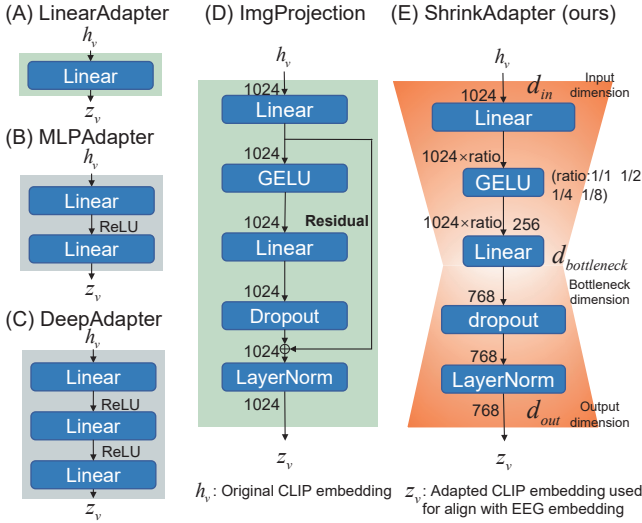 (A) LinearAdapter
h_v
Linear
z_v
(B) MLPAdapter
h_v
Linear
ReLU
Linear
z_v
(C) DeepAdapter
h_v
Linear
ReLU
Linear
ReLU
Linear
z_v
(D) ImgProjection
h_v
1024
Linear
1024
GELU
1024
Residual
Linear
1024
Dropout
1024
LayerNorm
1024
z_v
h_v: Original CLIP embedding
(E) ShrinkAdapter (ours)
h_v
Input
dimension
1024
d_in
Linear
1024×ratio
GELU
(ratio:1/1 1/2
1/4 1/8)
1024×ratio
256
Linear
d_bottleneck
Bottleneck
dimension
768
dropout
768
LayerNorm
768
d_out
Output
dimension
z_v
z_v: Adapted CLIP embedding used
for align with EEG embedding